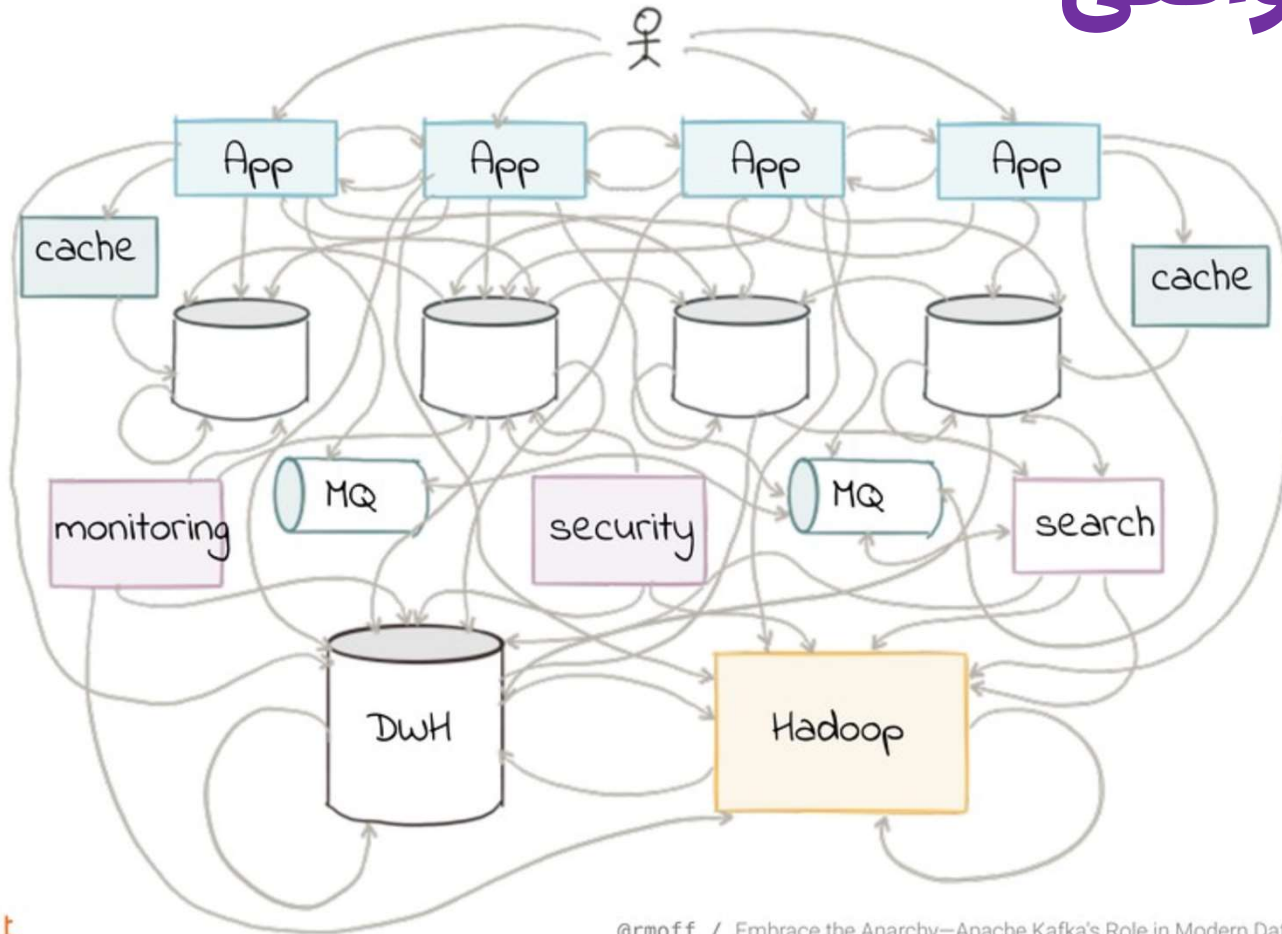 App
App
App
App
cache
cache
MQ
MQ
monitoring
security
search
DWH
Hadoop
@rmoff / Embrace the Anarchy—Apache Kafka's Role in Modern Da